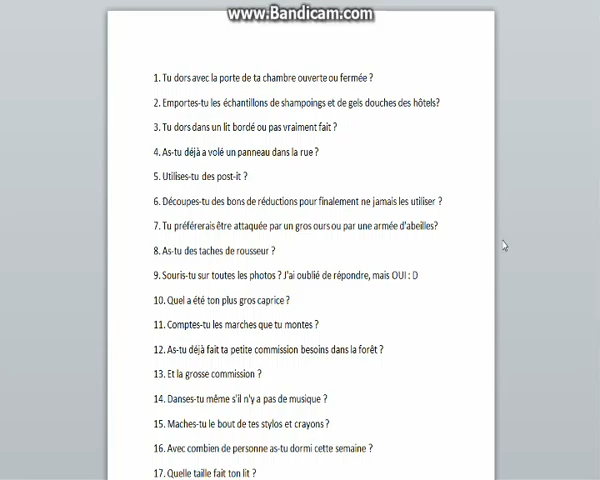 www.Bandicam.com
1. Tu dors avec la porte de ta chambre ouverte ou fermée ?
2. Emportes-tu les échantillons de shampoings et de gels douches des hôtels?
3. Tu dors dans un lit bordé ou pas vraiment fait ?
4. As-tu déjà a volé un panneau dans la rue ?
5. Utilises-tu des post-it ?
6. Découpes-tu des bons de réductions pour finalement ne jamais les utiliser ?
7. Tu préférerais être attaquée par un gros ours ou par une armée d'abeilles?
8. As-tu des taches de rousseur ?
9. Souris-tu sur toutes les photos ? J'ai oublié de répondre, mais OUI : D
10. Quel a été ton plus gros caprice ?
11. Comptes-tu les marches que tu montes ?
12. As-tu déjà fait ta petite commission besoins dans la forêt ?
13. Et la grosse commission ?
14. Danses-tu même s'il n'y a pas de musique ?
15. Maches-tu le bout de tes stylos et crayons ?
16. Avec combien de personne as-tu dormi cette semaine ?
17. Quelle taille fait ton lit ?